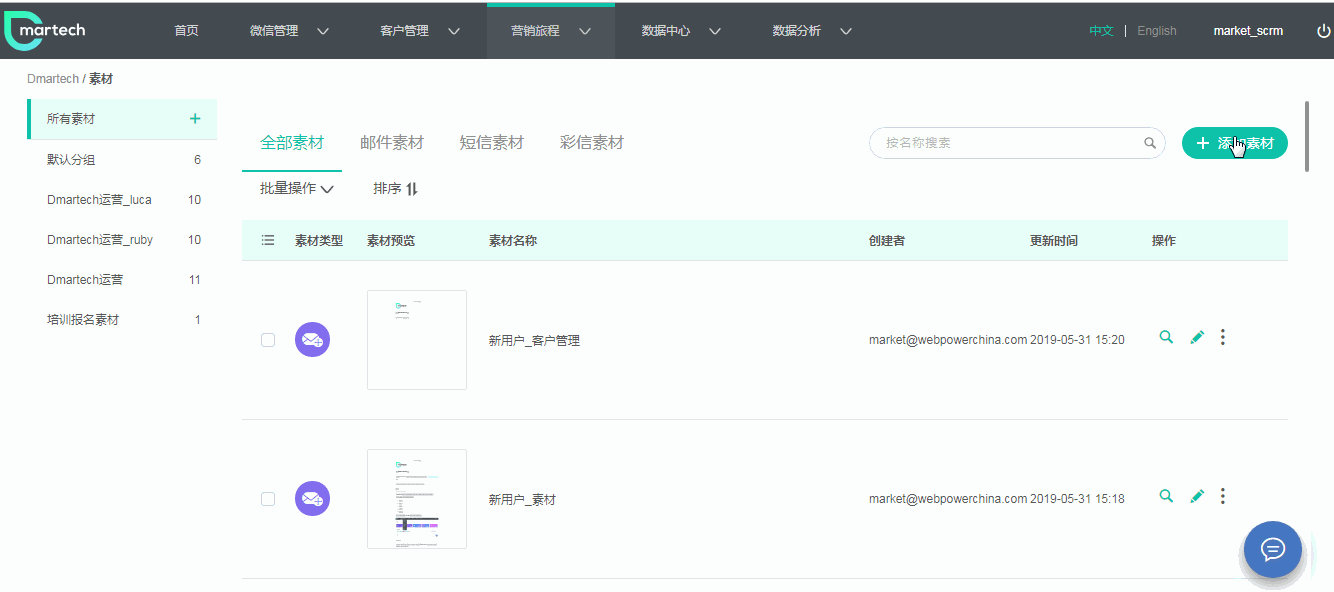 martech 首页 微信管理 客户管理 营销旅程 数据中心 数据分析 中文 | English market_scrm
Dmartech / 素材
所有素材 +
默认分组 6
Dmartech运营_luca 10
Dmartech运营_ruby 10
Dmartech运营 11
培训报名素材 1
全部素材 邮件素材 短信素材 彩信素材 按名称搜索 + 添 素材
批量操作 排序
素材类型 素材预览 素材名称 创建者 更新时间 操作
新用户_客户管理 market@webpowerchina.com 2019-05-31 15:20
新用户_素材 market@webpowerchina.com 2019-05-31 15:18